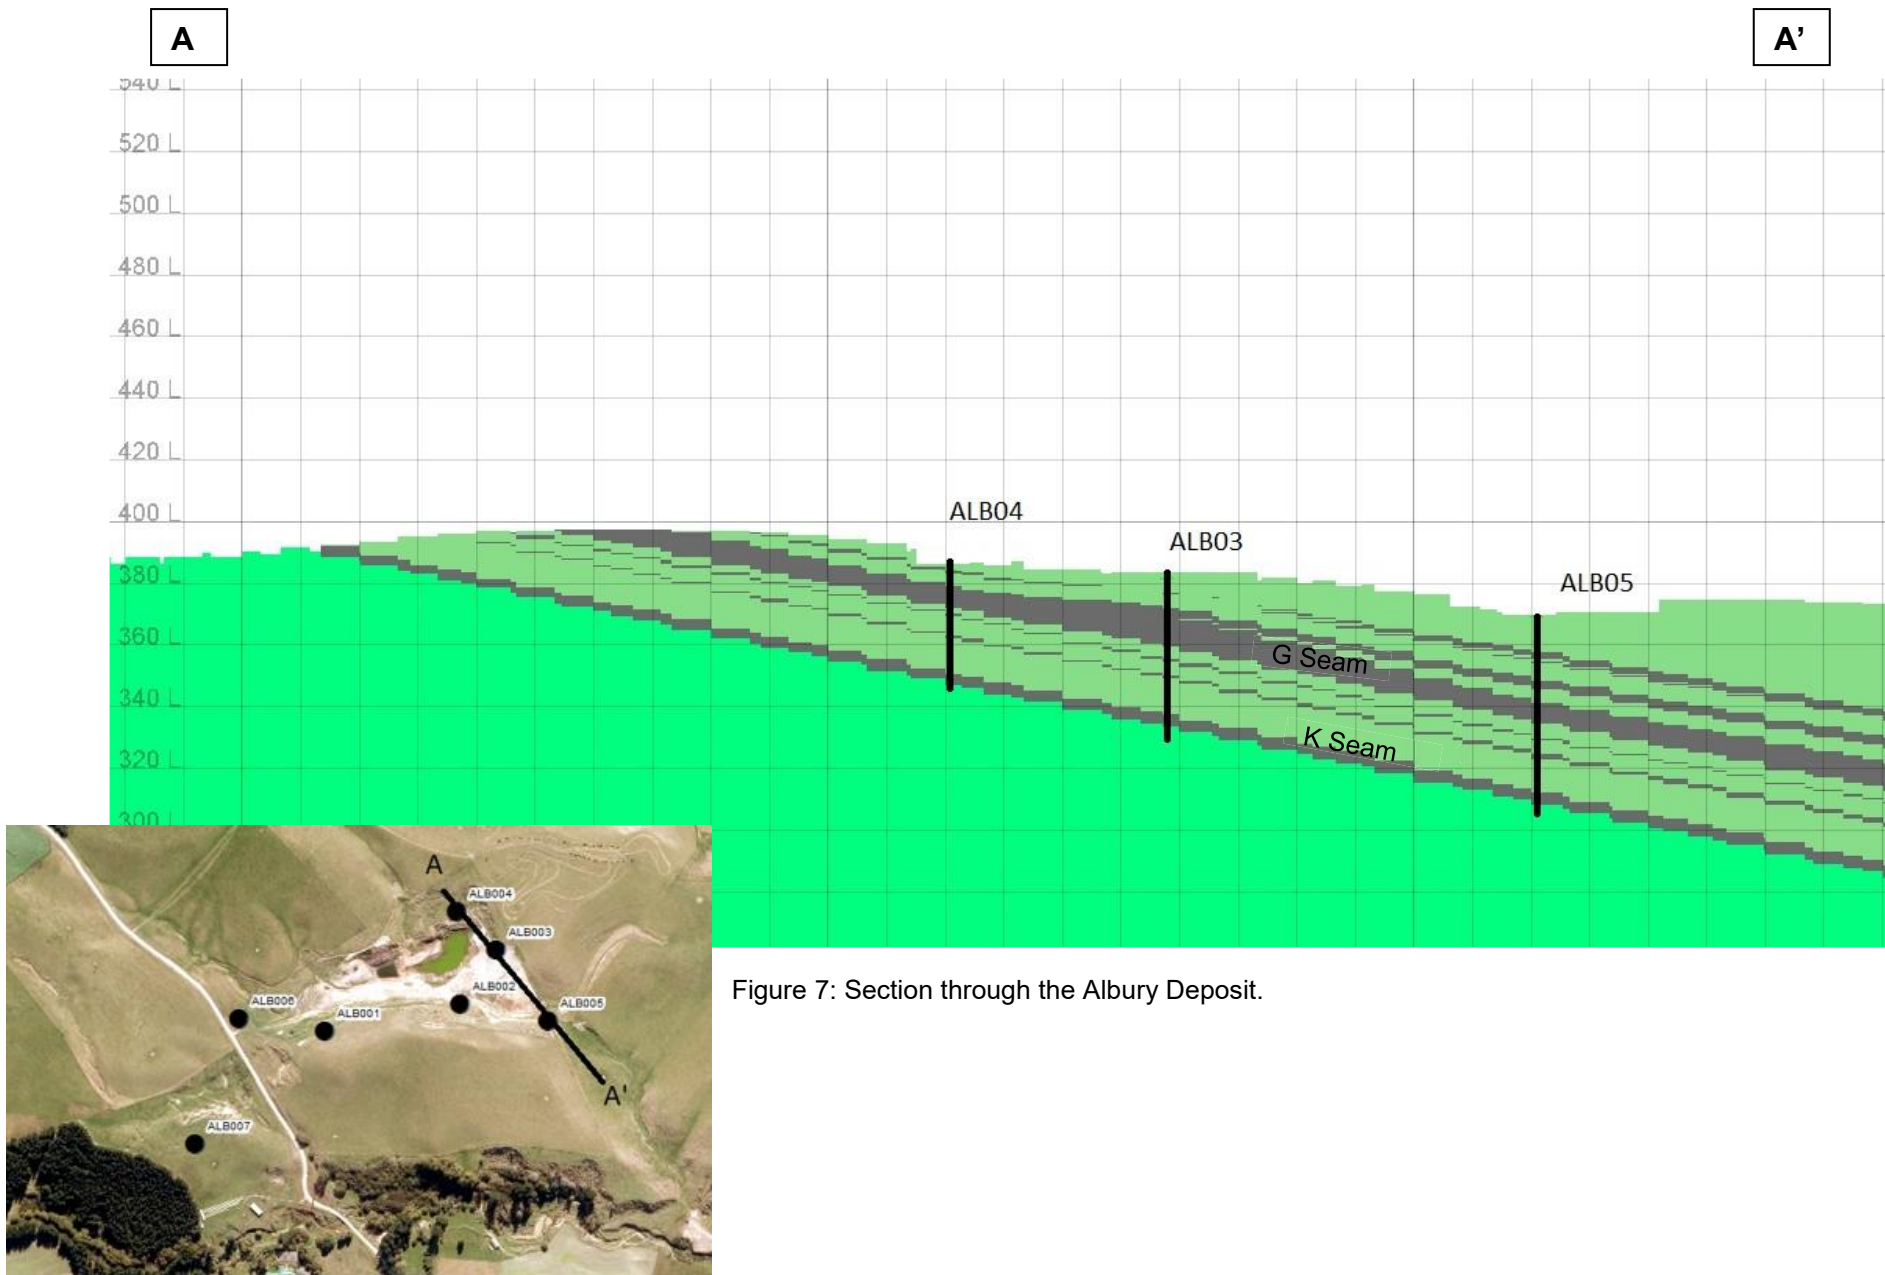 A
A’
540 L
520 L
500 L
480 L
460 L
440 L
420 L
400 L
380 L
360 L
340 L
320 L
300 L
ALB04
ALB03
ALB05
G Seam
K Seam
A
ALB004
ALB003
ALB002
ALB005
ALB006
ALB001
A'
ALB007
Figure 7: Section through the Albury Deposit.